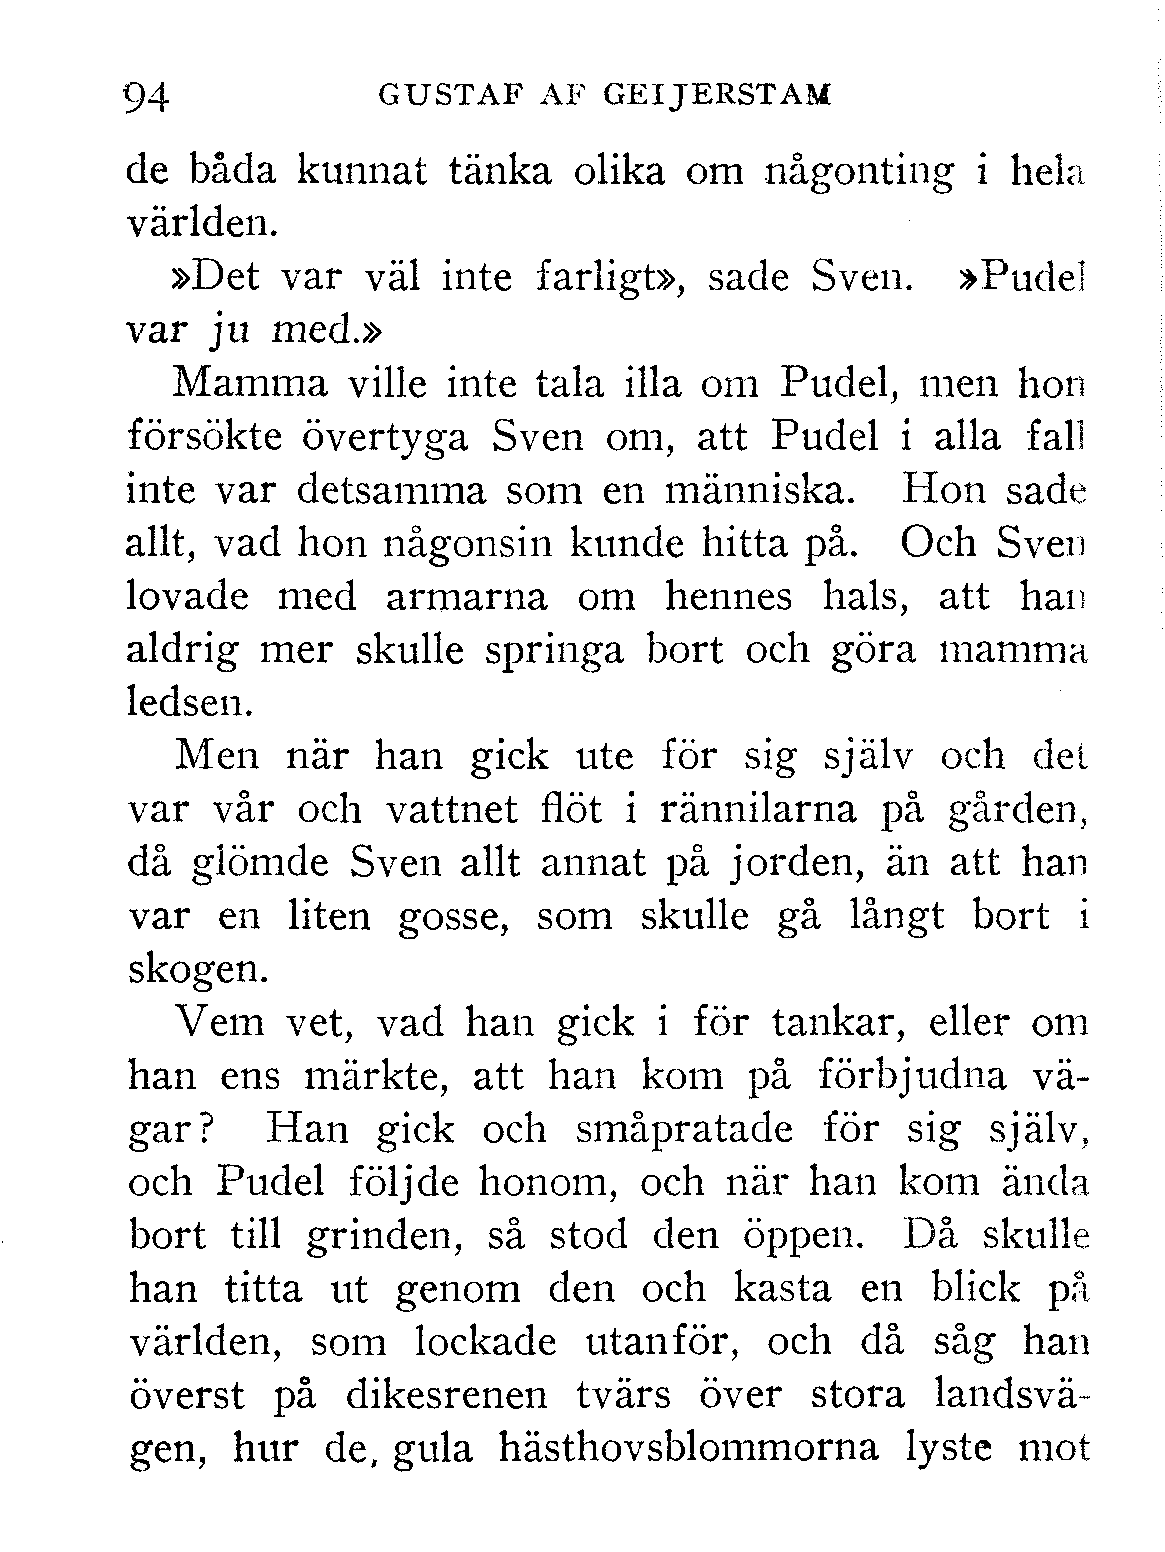 94 GUSTAF AF GEIJERSTAM
de båda kunnat tänka olika om någonting i hela
världen.
»Det var väl inte farligt», sade Sven. »Pudel
var ju med.»
Mamma ville inte tala illa om Pudel, men hon
försökte övertyga Sven om, att Pudel i alla fall
inte var detsamma som en människa. Hon sade
allt, vad hon någonsin kunde hitta på. Och Sven
lovade med armarna om hennes hals, att han
aldrig mer skulle springa bort och göra mamma
ledsen.
Men när han gick ute för sig själv och det
var vår och vattnet flöt i rännilarna på gården,
då glömde Sven allt annat på jorden, än att han
var en liten gosse, som skulle gå långt bort i
skogen.
Vem vet, vad han gick i för tankar, eller om
han ens märkte, att han kom på förbjudna vä-
gar? Han gick och småpratade för sig själv,
och Pudel följde honom, och när han kom ända
bort till grinden, så stod den öppen. Då skulle
han titta ut genom den och kasta en blick på
världen, som lockade utanför, och då såg han
överst på dikesrenen tvärs över stora landsvä-
gen, hur de, gula hästhovsblommorna lyste mot